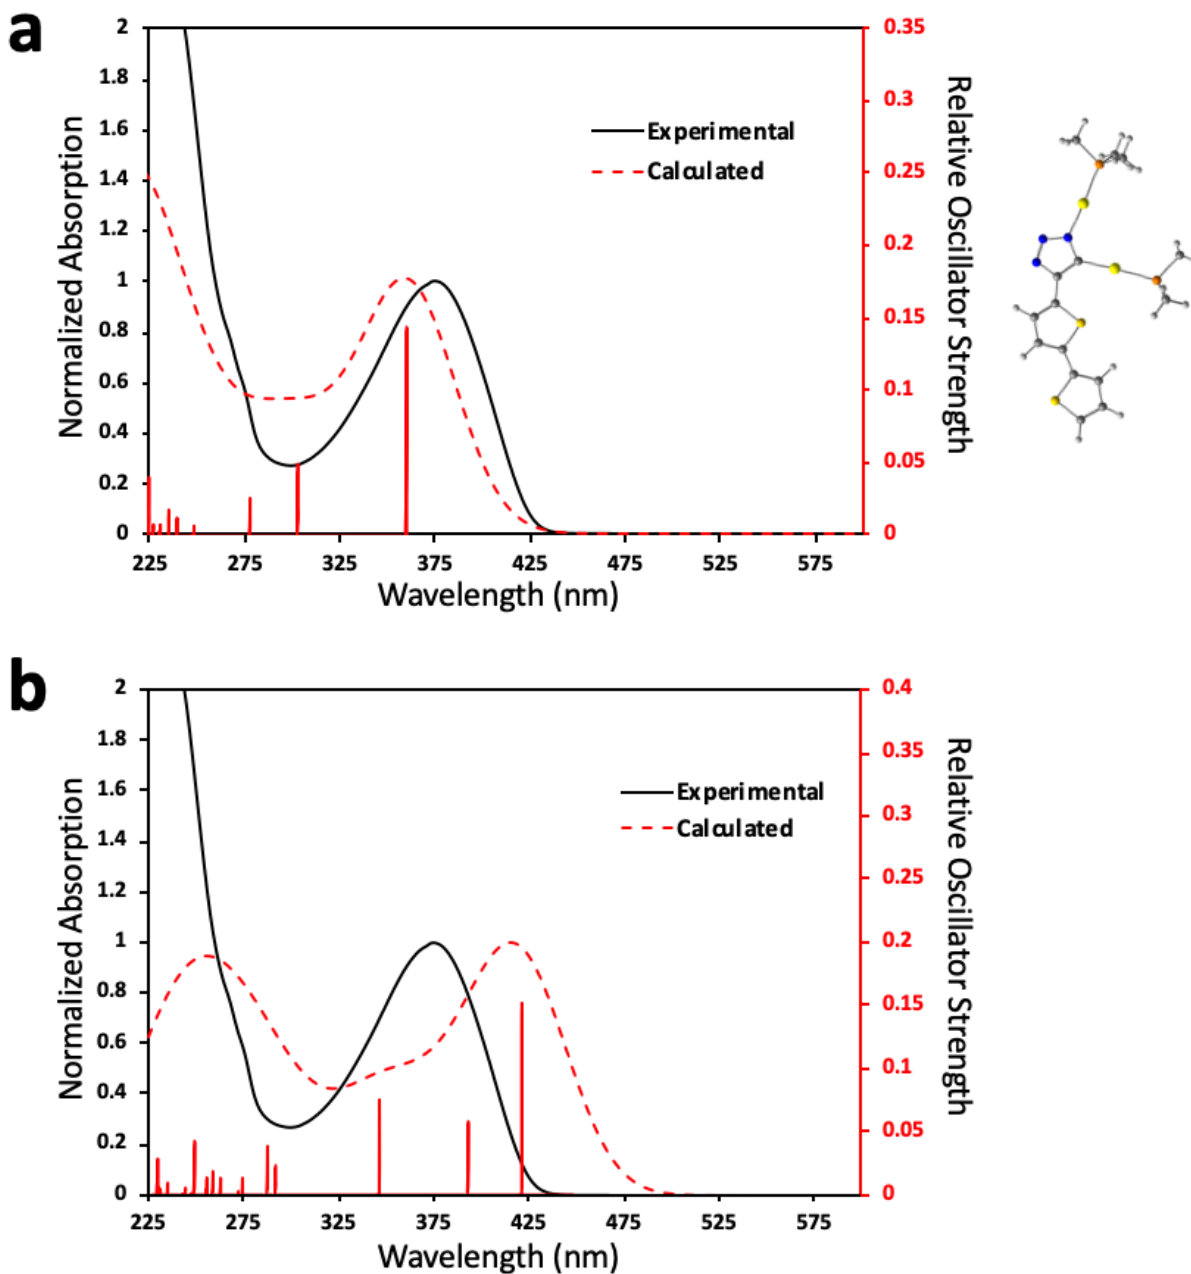 a
2
1.8
1.6
1.4
1.2
1
0.8
0.6
0.4
0.2
0
Normalized Absorption
Experimental
Calculated
0.35
0.3
0.25
0.2
0.15
0.1
0.05
0
Relative Oscillator Strength
225 275 325 375 425 475 525 575
Wavelength (nm)
b
2
1.8
1.6
1.4
1.2
1
0.8
0.6
0.4
0.2
0
Normalized Absorption
Experimental
Calculated
0.4
0.35
0.3
0.25
0.2
0.15
0.1
0.05
0
Relative Oscillator Strength
225 275 325 375 425 475 525 575
Wavelength (nm)